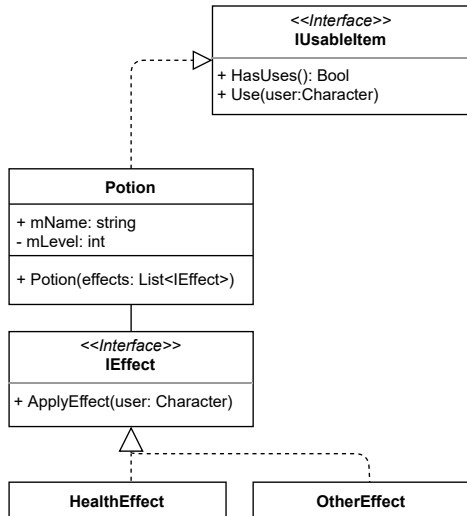 <<Interface>>
IUsableItem
+ HasUses(): Bool
+ Use(user:Character)
Potion
+ mName: string
- mLevel: int
+ Potion(effects: List<IEffect>)
<<Interface>>
IEffect
+ ApplyEffect(user: Character)
HealthEffect
OtherEffect